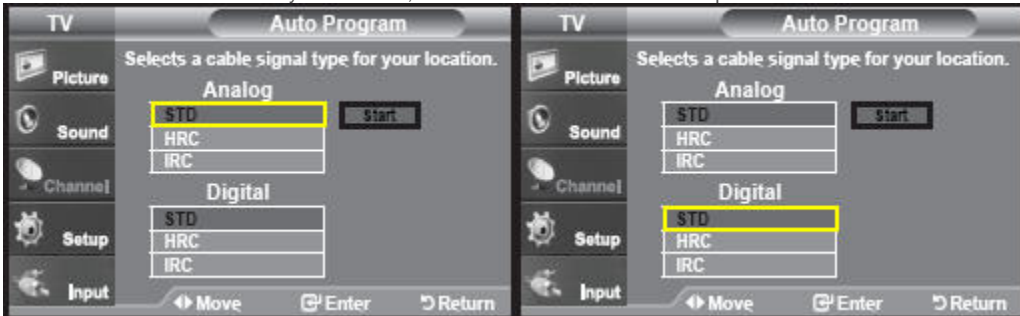 TV
Auto Program
Selects a cable signal type for your location.
Picture
Analog
STD
Start
Sound
HRC
IRC
Channel
Digital
STD
Setup
HRC
IRC
Input
Move
Enter
Return
TV
Auto Program
Selects a cable signal type for your location.
Picture
Analog
STD
Start
Sound
HRC
IRC
Channel
Digital
STD
Setup
HRC
IRC
Input
Move
Enter
Return